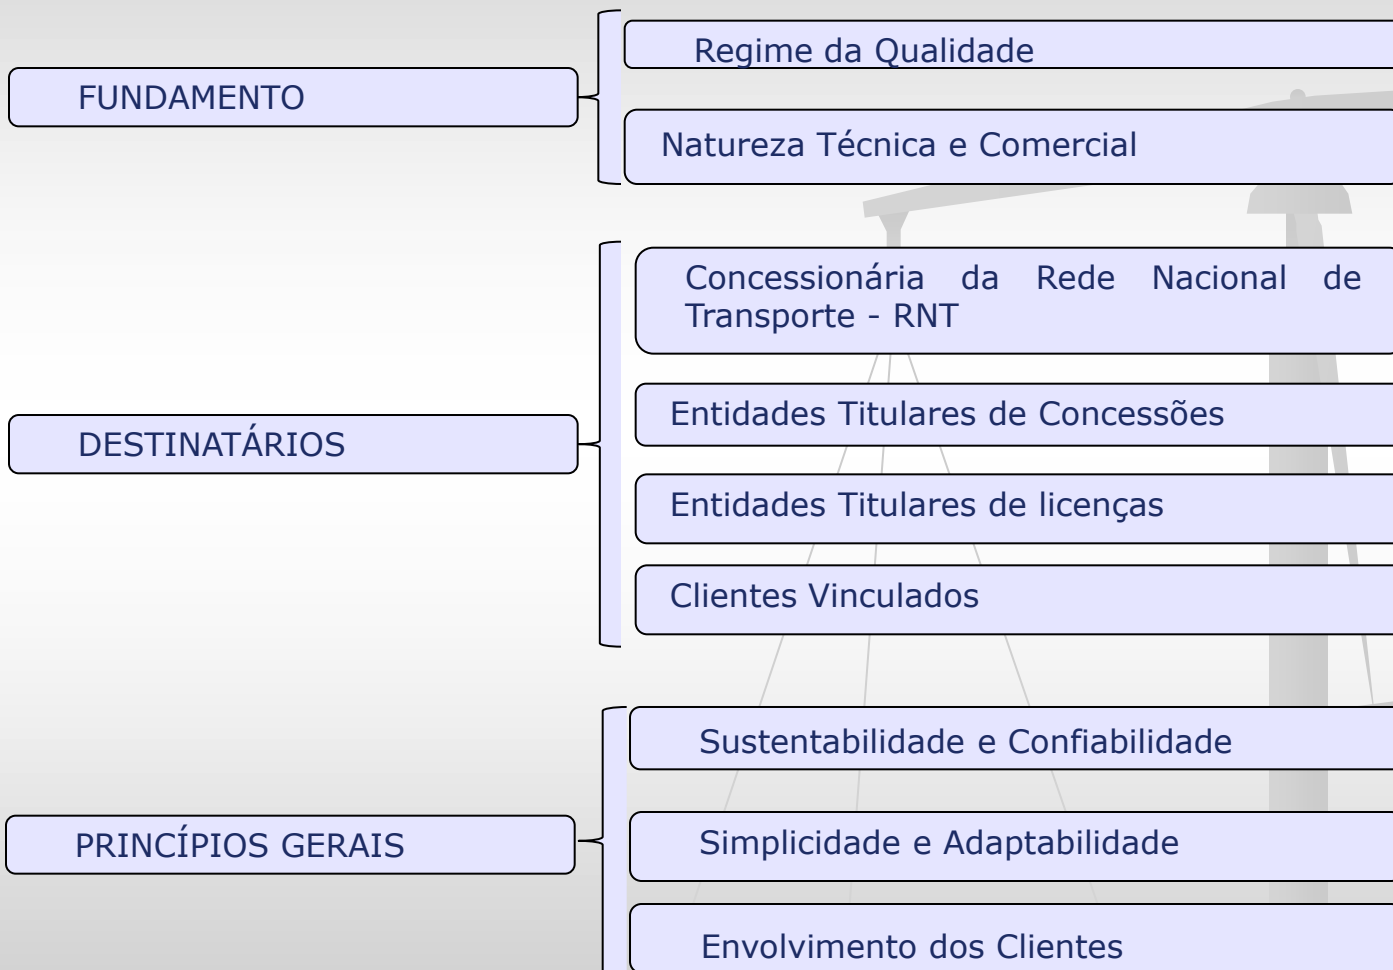 FUNDAMENTO
Regime da Qualidade
Natureza Técnica e Comercial
DESTINATÁRIOS
Concessionária da Rede Nacional de
Transporte - RNT
Entidades Titulares de Concessões
Entidades Titulares de licenças
Clientes Vinculados
PRINCÍPIOS GERAIS
Sustentabilidade e Confiabilidade
Simplicidade e Adaptabilidade
Envolvimento dos Clientes